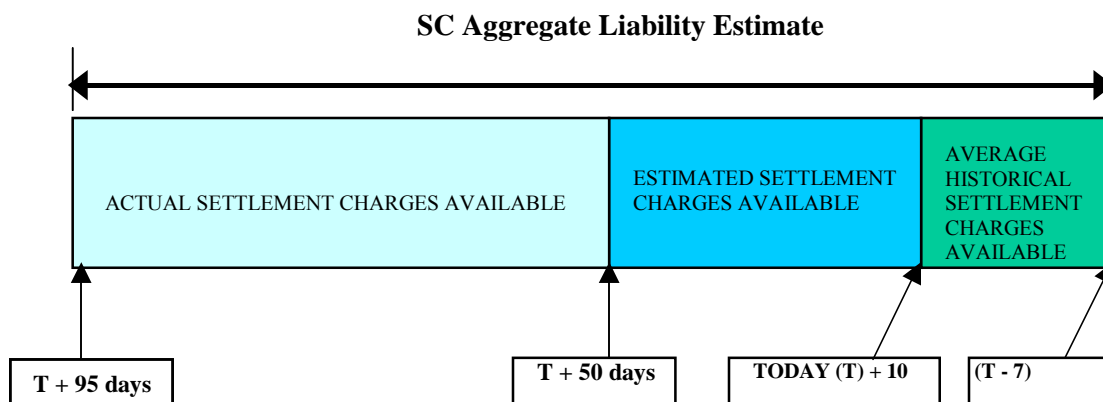 SC Aggregate Liability Estimate
ACTUAL SETTLEMENT CHARGES AVAILABLE
ESTIMATED SETTLEMENT
CHARGES AVAILABLE
AVERAGE
HISTORICAL
SETTLEMENT
CHARGES
AVAILABLE
T + 95 days
T + 50 days
TODAY (T) + 10
(T - 7)